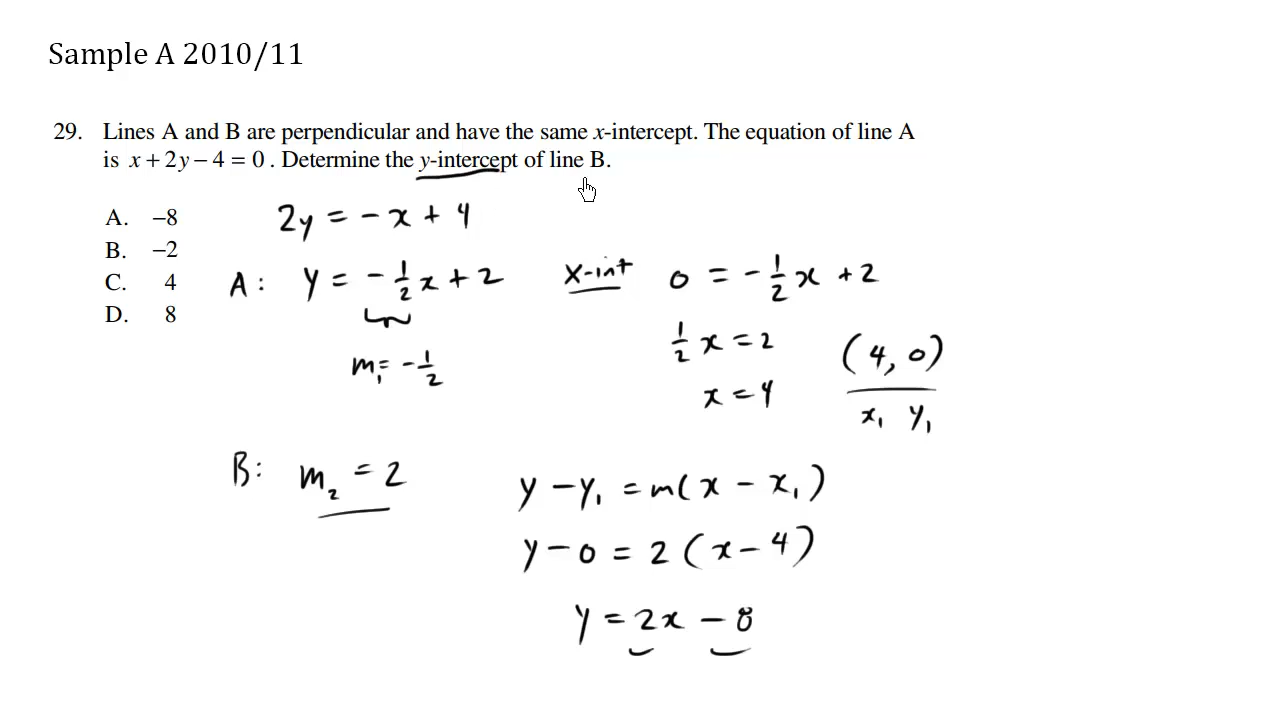 Sample A 2010/11
29. Lines A and B are perpendicular and have the same x-intercept. The equation of line A
is x + 2y − 4 = 0 . Determine the y-intercept of line B.
A. −8
B. −2
C. 4
D. 8
2y = -x + 4
A: y = -1/2x + 2
m₁ = -1/2
x-int
0 = -1/2x + 2
1/2x = 2
x = 4
(4, 0)
x₁ y₁
B: m₂ = 2
y - y₁ = m(x - x₁)
y - 0 = 2(x - 4)
y = 2x - 8